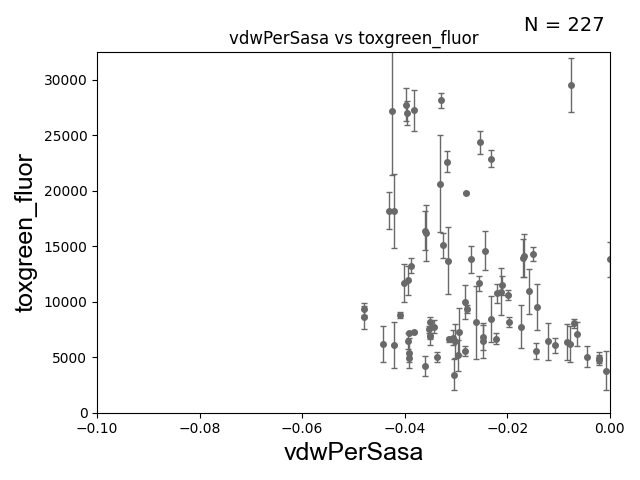 N = 227
vdwPerSasa vs toxgreen_fluor
30000
25000
20000
15000
10000
5000
0
toxgreen_fluor
−0.10 −0.08 −0.06 −0.04 −0.02 0.00
vdwPerSasa